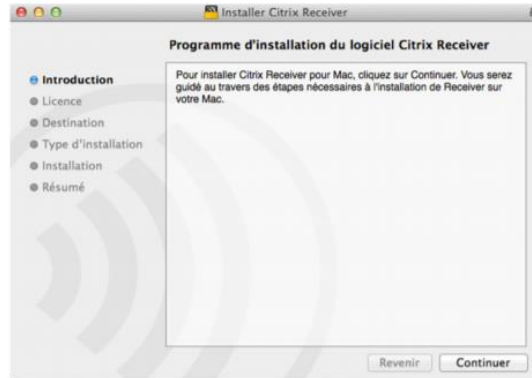 Installer Citrix Receiver
Programme d'installation du logiciel Citrix Receiver
Introduction
Licence
Destination
Type d'installation
Installation
Résumé
Pour installer Citrix Receiver pour Mac, cliquez sur Continuer. Vous serez
guidé au travers des étapes nécessaires à l'installation de Receiver sur
votre Mac.
Revenir
Continuer